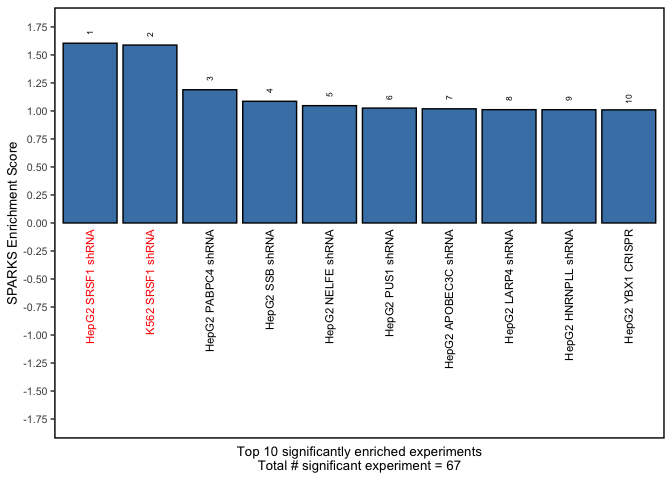 SPARKS Enrichment Score
1.75
1.50
1.25
1.00
0.75
0.50
0.25
0.00
-0.25
-0.50
-0.75
-1.00
-1.25
-1.50
-1.75
1
2
3
4
5
6
7
8
9
10
HepG2 SRSF1 shRNA
K562 SRSF1 shRNA
HepG2 PABPC4 shRNA
HepG2 SSB shRNA
HepG2 NELFE shRNA
HepG2 PUS1 shRNA
HepG2 APOBEC3C shRNA
HepG2 LARP4 shRNA
HepG2 HNRNPLL shRNA
HepG2 YBX1 CRISPR
Top 10 significantly enriched experiments
Total # significant experiment = 67